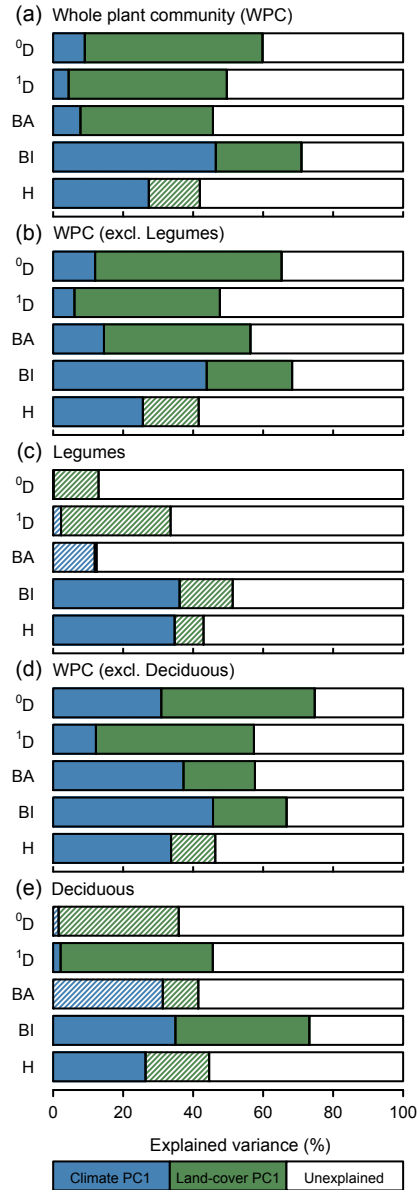 (a) Whole plant community (WPC)
⁰D
¹D
BA
BI
H
(b) WPC (excl. Legumes)
⁰D
¹D
BA
BI
H
(c) Legumes
⁰D
¹D
BA
BI
H
(d) WPC (excl. Deciduous)
⁰D
¹D
BA
BI
H
(e) Deciduous
⁰D
¹D
BA
BI
H
0 20 40 60 80 100
Explained variance (%)
Climate PC1 Land-cover PC1 Unexplained